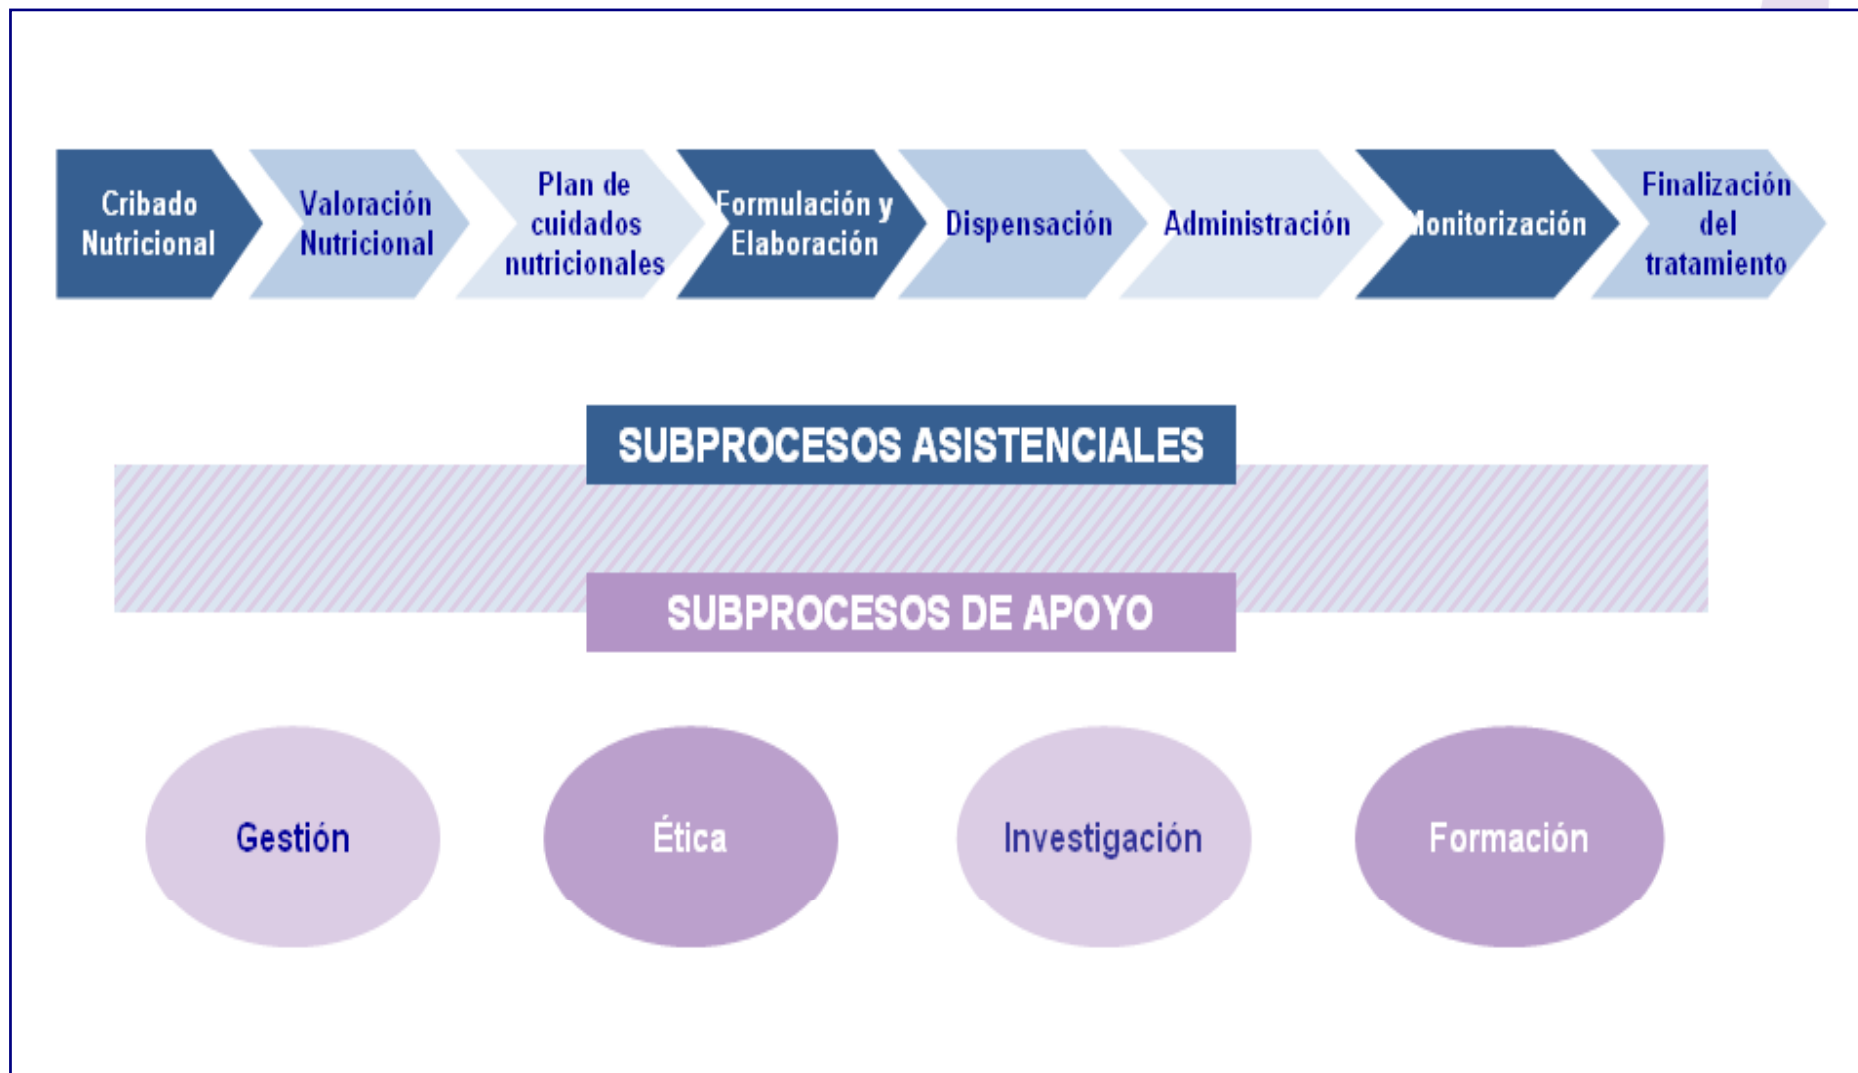 Cribado
Nutricional
Valoración
Nutricional
Plan de
cuidados
nutricionales
Formulación y
Elaboración
Dispensación
Administración
Monitorización
Finalización
del
tratamiento
SUBPROCESOS ASISTENCIALES
SUBPROCESOS DE APOYO
Gestión
Ética
Investigación
Formación